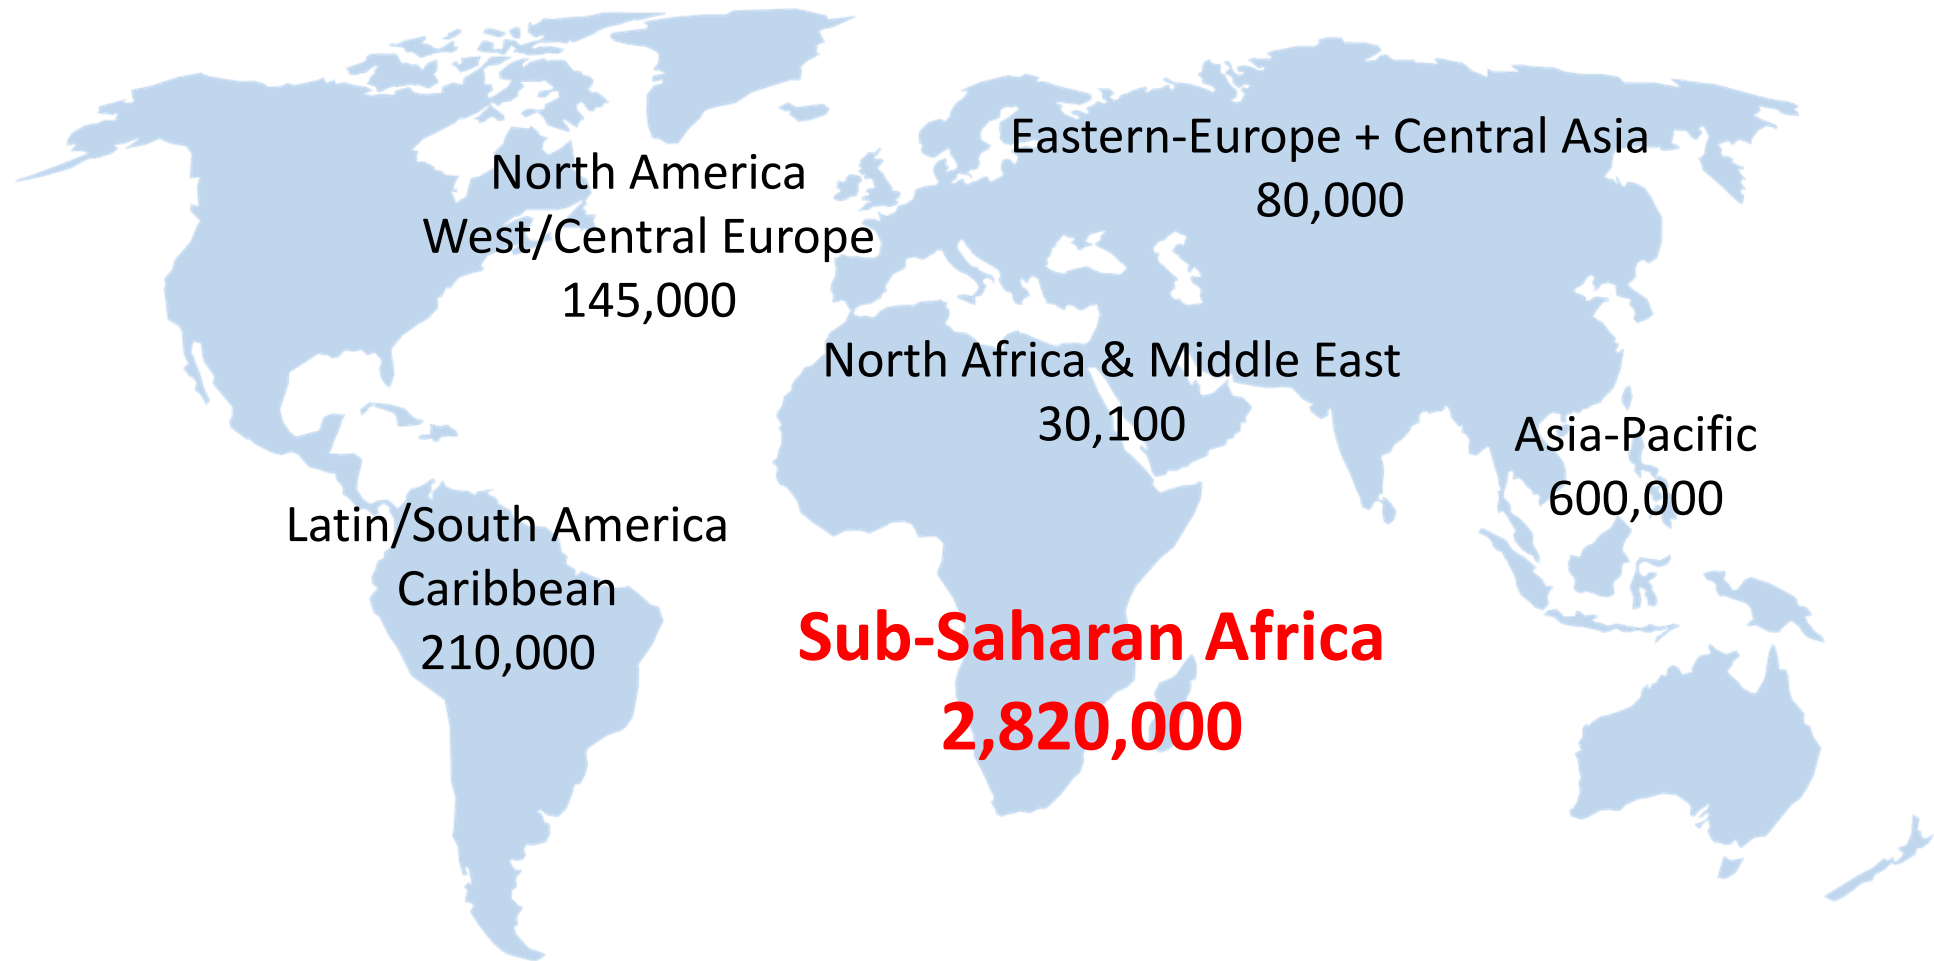 Eastern-Europe + Central Asia
80,000
North America
West/Central Europe
145,000
North Africa & Middle East
30,100
Asia-Pacific
600,000
Latin/South America
Caribbean
210,000
Sub-Saharan Africa
2,820,000